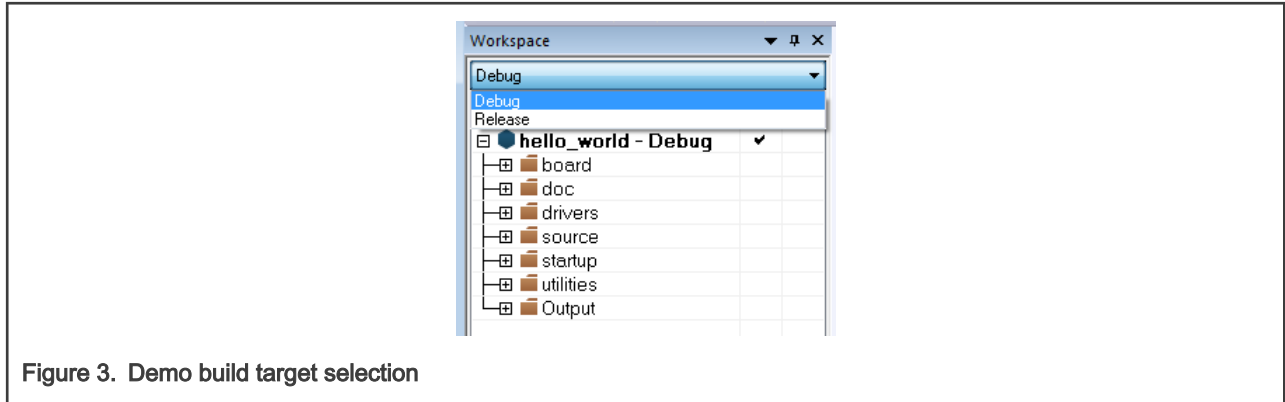 Workspace
Debug
Debug
Release
hello_world - Debug
board
doc
drivers
source
startup
utilities
Output
Figure 3. Demo build target selection